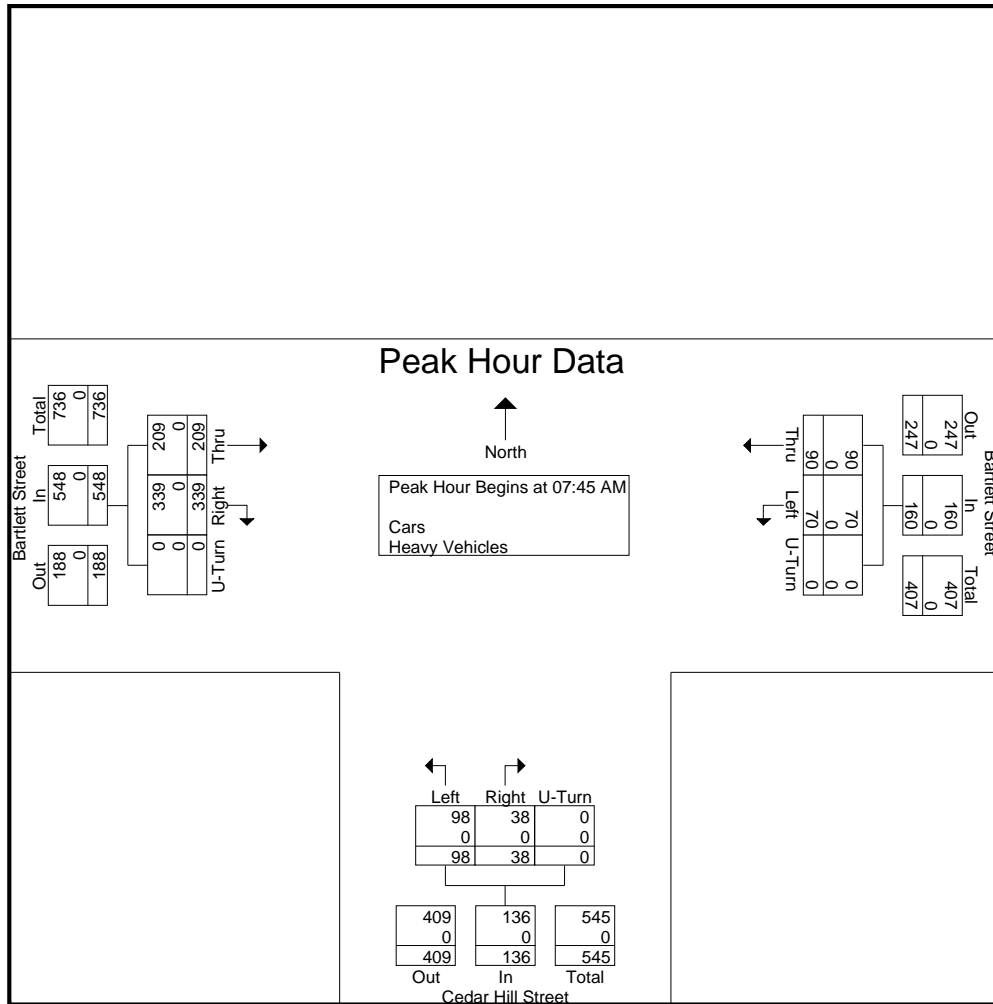 Peak Hour Data
North
Peak Hour Begins at 07:45 AM
Cars
Heavy Vehicles
Bartlett Street
Out In Total
188 548 736
0 0 0
188 548 736
U-Turn Right Thru
0 339 209
0 0 0
0 339 209
Bartlett Street
Out In Total
247 160 407
0 0 0
247 160 407
Thru Left U-Turn
90 70 0
0 0 0
90 70 0
Left Right U-Turn
98 38 0
0 0 0
98 38 0
409 136 545
0 0 0
409 136 545
Out In Total
Cedar Hill Street